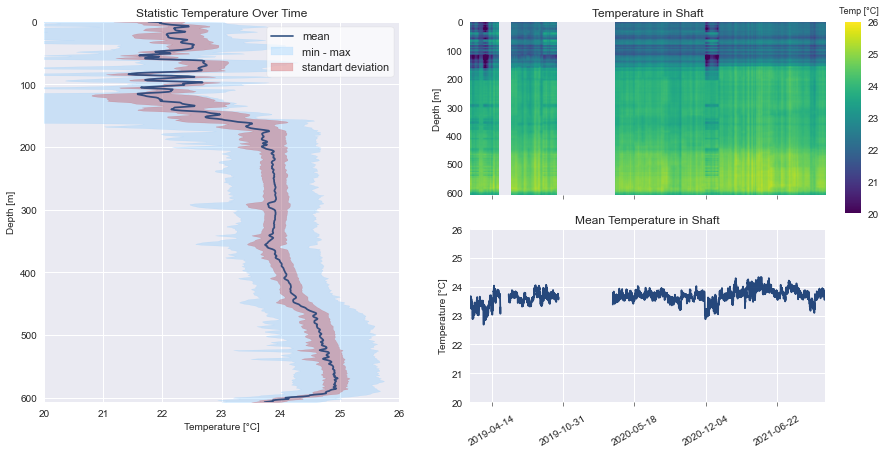 Statistic Temperature Over Time
mean
min - max
standart deviation
0
100
200
300
400
500
600
Depth [m]
20 21 22 23 24 25 26
Temperature [°C]
Temperature in Shaft
0
100
200
300
400
500
600
Depth [m]
Temp [°C]
26
25
24
23
22
21
20
Mean Temperature in Shaft
26
25
24
23
22
21
20
Temperature [°C]
2019-04-14 2019-10-31 2020-05-18 2020-12-04 2021-06-22